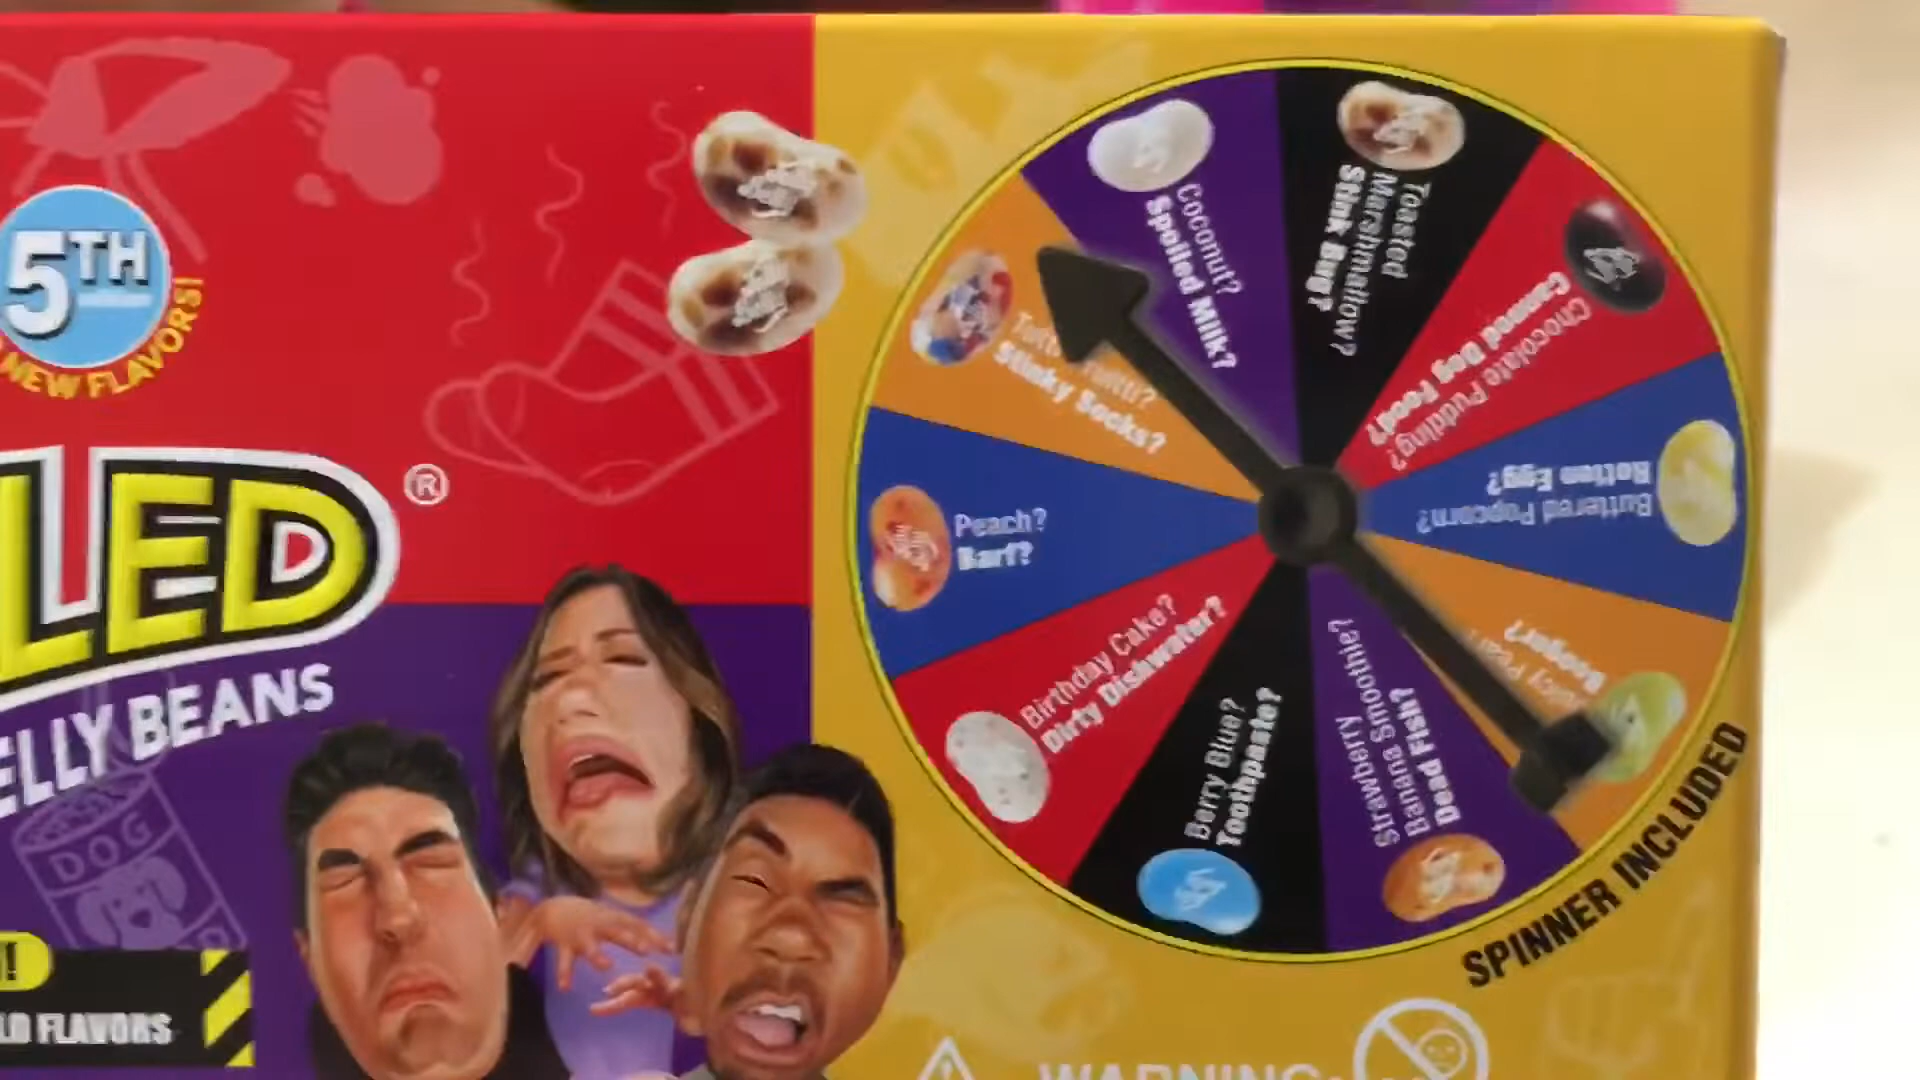 5TH
NEW FLAVORS!
LED®
ELLY BEANS
DOG
!
LD FLAVORS
Coconut?
Spoiled Milk?
Toasted
Marshmallow?
Stink Bug?
Chocolate Pudding?
Canned Dog Food?
Buttered Popcorn?
Rotten Egg?
Juicy Pear?
Booger?
Strawberry
Banana Smoothie?
Dead Fish?
Berry Blue?
Toothpaste?
Birthday Cake?
Dirty Dishwater?
Peach?
Barf?
Stinky Socks?
SPINNER INCLUDED
WARNING: